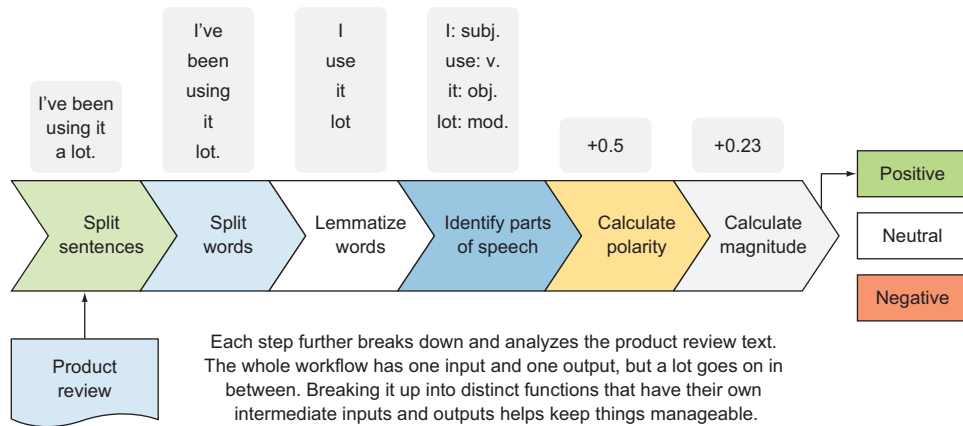 I've been
using it
a lot.
I've
been
using
it
lot.
I
use
it
lot
I: subj.
use: v.
it: obj.
lot: mod.
+0.5
+0.23
Split
sentences
Split
words
Lemmatize
words
Identify parts
of speech
Calculate
polarity
Calculate
magnitude
Positive
Neutral
Negative
Product
review
Each step further breaks down and analyzes the product review text.
The whole workflow has one input and one output, but a lot goes on in
between. Breaking it up into distinct functions that have their own
intermediate inputs and outputs helps keep things manageable.